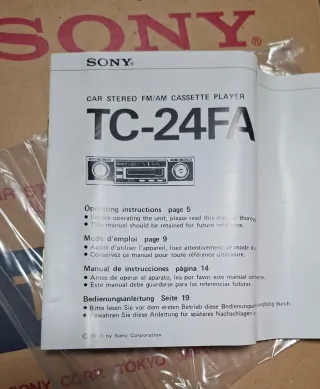 SONY
SONY
CAR STEREO FM/AM CASSETTE PLAYER
TC-24FA
Operating instructions page 5
● Before operating the unit, please read this manual thorong
● This manual should be retained for future reference.
Mode d'emploi page 9
● Avant d'utiliser l'appareil, lisez attentivement ce mode d'e
● Conservez ce manuel pour toute référence ultérieure.
Manual de instrucciones página 14
● Antes de operar el aparato, lea por favor este manual
● Este manual debe guardarse para las referencias futuras.
Bedienungsanleitung Seite 19
● Bitte lesen Sie vor dem ersten Betrieb diese Bedienungsanleitung durch.
● Bewahren Sie diese Anleitung für späteres Nachschlagen
© by Sony Corporation
SONY CORP. TOKYO JAPAN